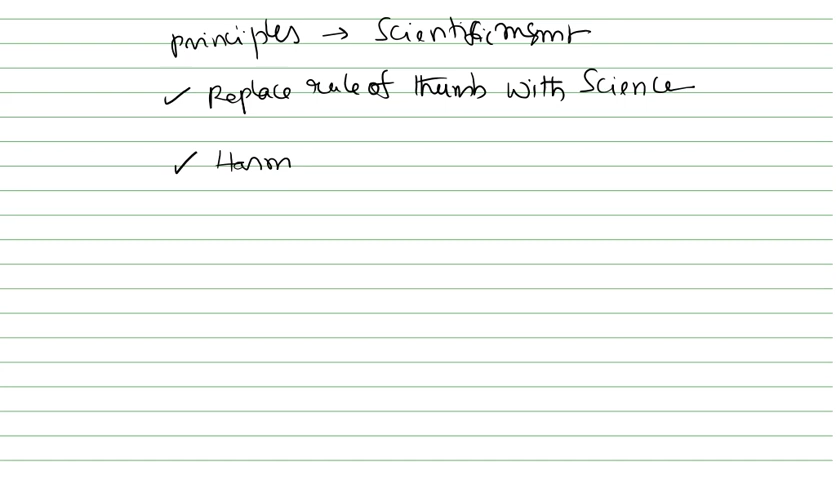 principles → Scientific mgmt
✓ Replace rule of thumb with Science
✓ Harm